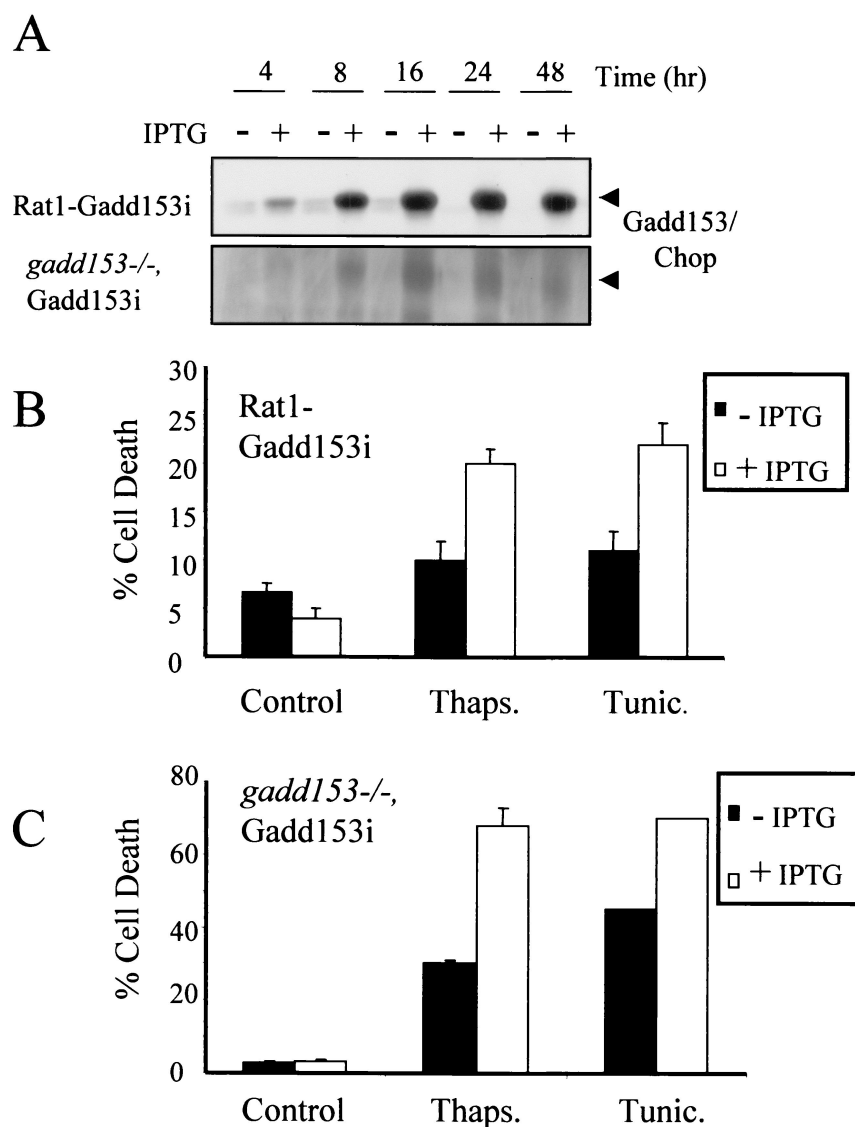 A
4 8 16 24 48 Time (hr)
IPTG - + - + - + - + - +
Rat1-Gadd153i
Gadd153/
Chop
gadd153-/-,
Gadd153i
B
Rat1-
Gadd153i
- IPTG
+ IPTG
% Cell Death
30
25
20
15
10
5
0
Control Thaps. Tunic.
C
gadd153-/-,
Gadd153i
- IPTG
+ IPTG
% Cell Death
80
60
40
20
0
Control Thaps. Tunic.